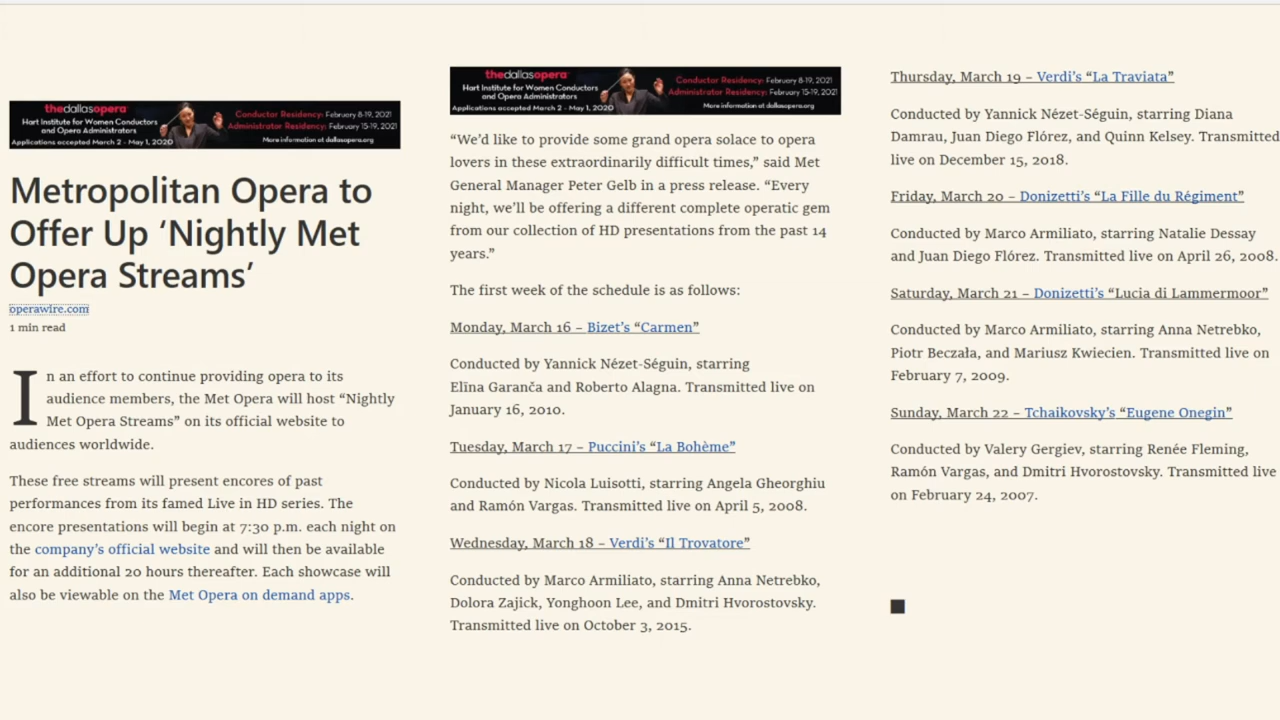 thedallasopera
Hart Institute for Women Conductors
and Opera Administrators
Applications accepted March 2 - May 1, 2020
Conductor Residency: February 8-19, 2021
Administrator Residency: February 15-19, 2021
More information at dallasopera.org
Metropolitan Opera to
Offer Up ‘Nightly Met
Opera Streams’
operawire.com
1 min read
In an effort to continue providing opera to its
audience members, the Met Opera will host “Nightly
Met Opera Streams” on its official website to
audiences worldwide.
These free streams will present encores of past
performances from its famed Live in HD series. The
encore presentations will begin at 7:30 p.m. each night on
the company’s official website and will then be available
for an additional 20 hours thereafter. Each showcase will
also be viewable on the Met Opera on demand apps.
thedallasopera
Hart Institute for Women Conductors
and Opera Administrators
Applications accepted March 2 - May 1, 2020
Conductor Residency: February 8-19, 2021
Administrator Residency: February 15-19, 2021
More information at dallasopera.org
“We’d like to provide some grand opera solace to opera
lovers in these extraordinarily difficult times,” said Met
General Manager Peter Gelb in a press release. “Every
night, we’ll be offering a different complete operatic gem
from our collection of HD presentations from the past 14
years.”
The first week of the schedule is as follows:
Monday, March 16 – Bizet’s “Carmen”
Conducted by Yannick Nézet-Séguin, starring
Elīna Garanča and Roberto Alagna. Transmitted live on
January 16, 2010.
Tuesday, March 17 – Puccini’s “La Bohème”
Conducted by Nicola Luisotti, starring Angela Gheorghiu
and Ramón Vargas. Transmitted live on April 5, 2008.
Wednesday, March 18 – Verdi’s “Il Trovatore”
Conducted by Marco Armiliato, starring Anna Netrebko,
Dolora Zajick, Yonghoon Lee, and Dmitri Hvorostovsky.
Transmitted live on October 3, 2015.
Thursday, March 19 – Verdi’s “La Traviata”
Conducted by Yannick Nézet-Séguin, starring Diana
Damrau, Juan Diego Flórez, and Quinn Kelsey. Transmitted
live on December 15, 2018.
Friday, March 20 – Donizetti’s “La Fille du Régiment”
Conducted by Marco Armiliato, starring Natalie Dessay
and Juan Diego Flórez. Transmitted live on April 26, 2008.
Saturday, March 21 – Donizetti’s “Lucia di Lammermoor”
Conducted by Marco Armiliato, starring Anna Netrebko,
Piotr Beczała, and Mariusz Kwiecien. Transmitted live on
February 7, 2009.
Sunday, March 22 – Tchaikovsky’s “Eugene Onegin”
Conducted by Valery Gergiev, starring Renée Fleming,
Ramón Vargas, and Dmitri Hvorostovsky. Transmitted live
on February 24, 2007.